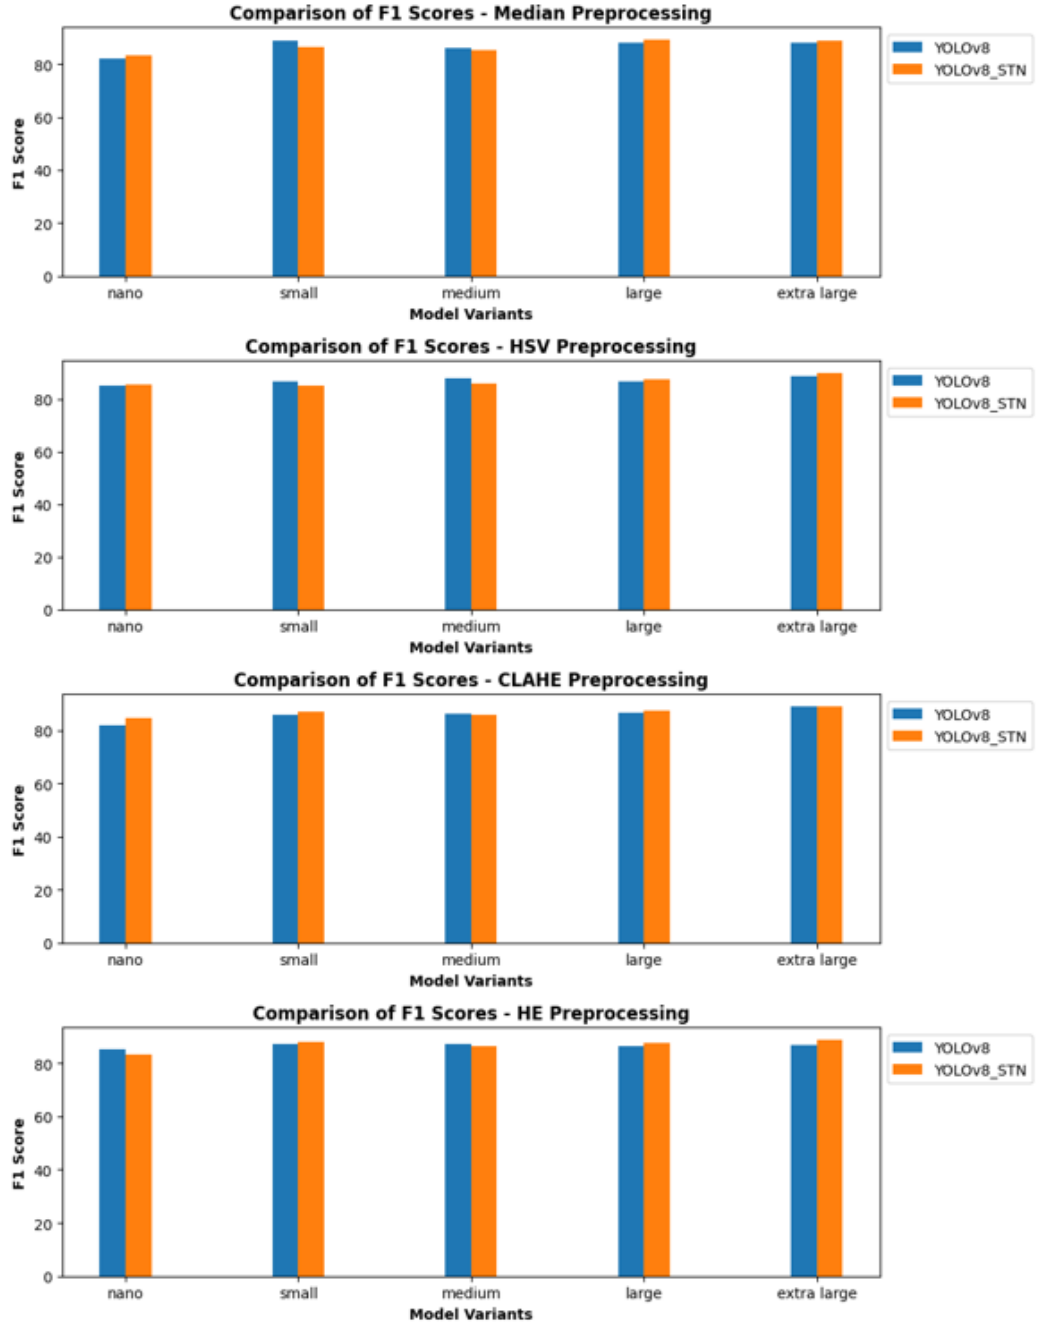 Comparison of F1 Scores - Median Preprocessing
YOLOv8
YOLOv8_STN
80
60
40
20
0
F1 Score
nano small medium large extra large
Model Variants
Comparison of F1 Scores - HSV Preprocessing
YOLOv8
YOLOv8_STN
80
60
40
20
0
F1 Score
nano small medium large extra large
Model Variants
Comparison of F1 Scores - CLAHE Preprocessing
YOLOv8
YOLOv8_STN
80
60
40
20
0
F1 Score
nano small medium large extra large
Model Variants
Comparison of F1 Scores - HE Preprocessing
YOLOv8
YOLOv8_STN
80
60
40
20
0
F1 Score
nano small medium large extra large
Model Variants